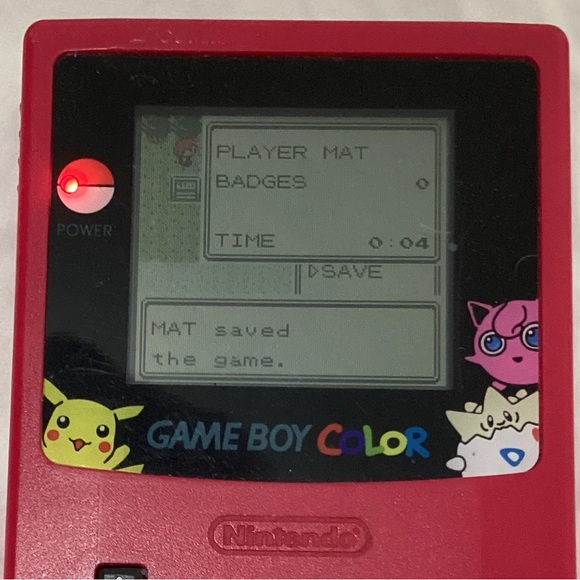 PLAYER MAT
BADGES 0
TIME 0:04
▷SAVE
MAT saved
the game.
POWER
GAME BOY COLOR
Nintendo